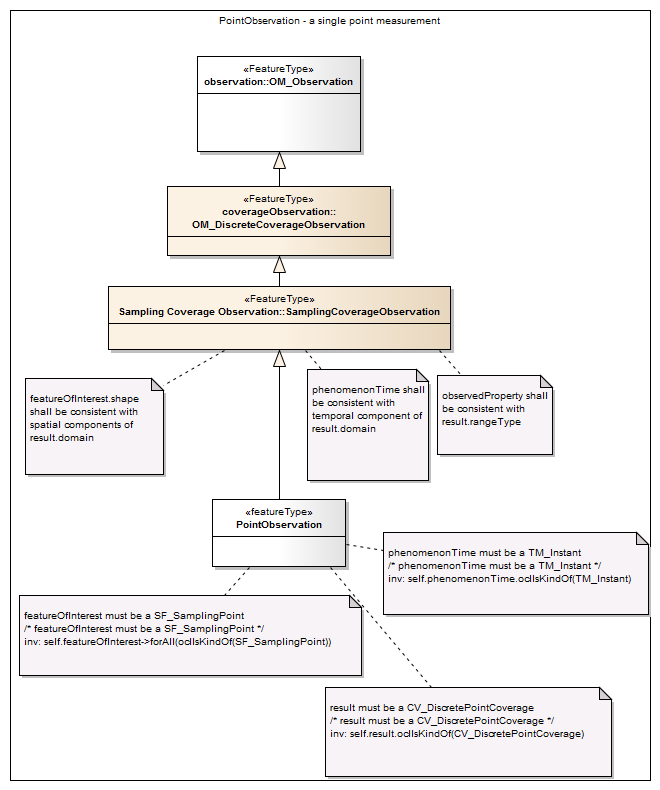 PointObservation - a single point measurement
«FeatureType»
observation::OM_Observation
«FeatureType»
coverageObservation::
OM_DiscreteCoverageObservation
«FeatureType»
Sampling Coverage Observation::SamplingCoverageObservation
featureOfInterest.shape
shall be consistent with
spatial components of
result.domain
phenomenonTime shall
be consistent with
temporal component of
result.domain
observedProperty shall
be consistent with
result.rangeType
«featureType»
PointObservation
phenomenonTime must be a TM_Instant
/* phenomenonTime must be a TM_Instant */
inv: self.phenomenonTime.oclIsKindOf(TM_Instant)
featureOfInterest must be a SF_SamplingPoint
/* featureOfInterest must be a SF_SamplingPoint */
inv: self.featureOfInterest->forAll(oclIsKindOf(SF_SamplingPoint))
result must be a CV_DiscretePointCoverage
/* result must be a CV_DiscretePointCoverage */
inv: self.result.oclIsKindOf(CV_DiscretePointCoverage)